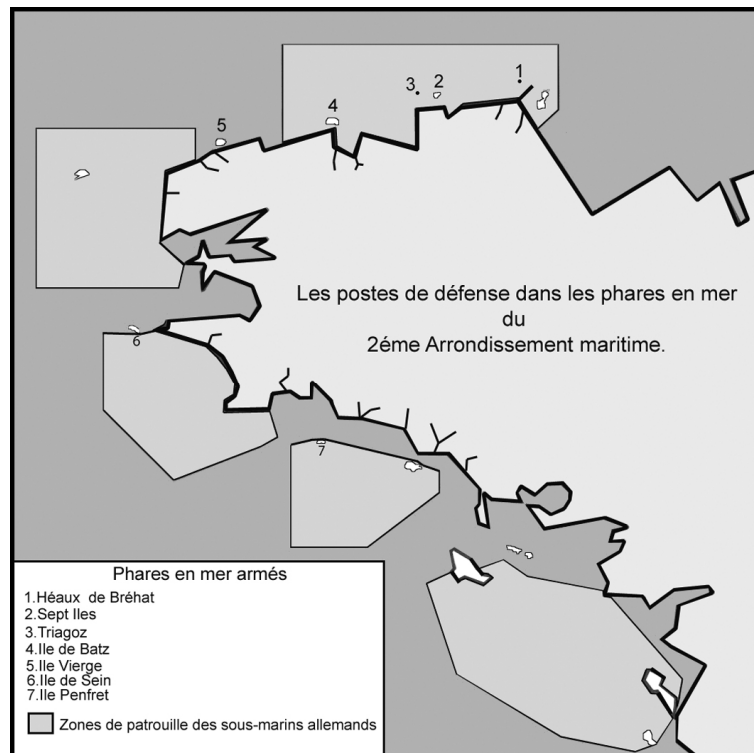 1
3
2
4
5
Les postes de défense dans les phares en mer
du
2éme Arrondissement maritime.
6
7
Phares en mer armés
1.Héaux de Bréhat
2.Sept Iles
3.Triagoz
4.Ile de Batz
5.Ile Vierge
6.Ile de Sein
7.Ile Penfret
Zones de patrouille des sous-marins allemands